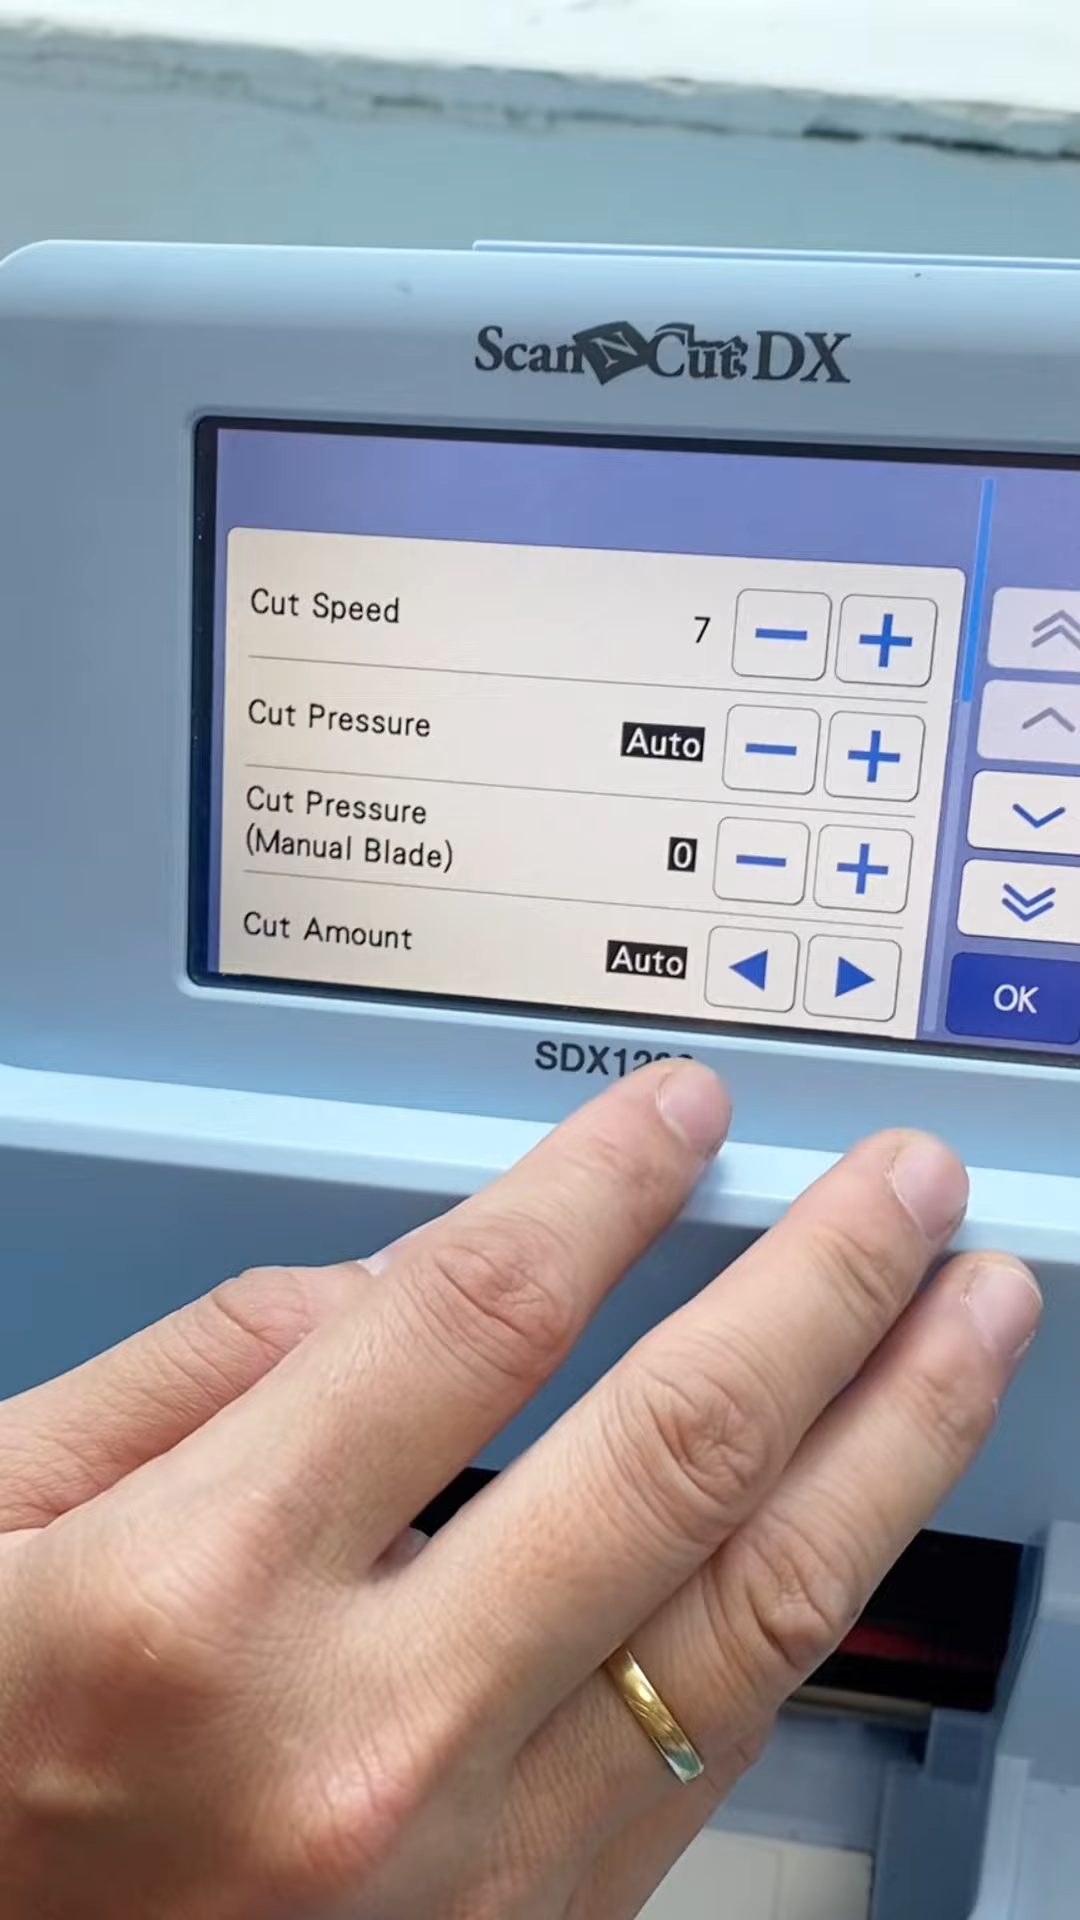 ScanNCut DX
Cut Speed 7
Cut Pressure Auto
Cut Pressure
(Manual Blade) 0
Cut Amount Auto
OK